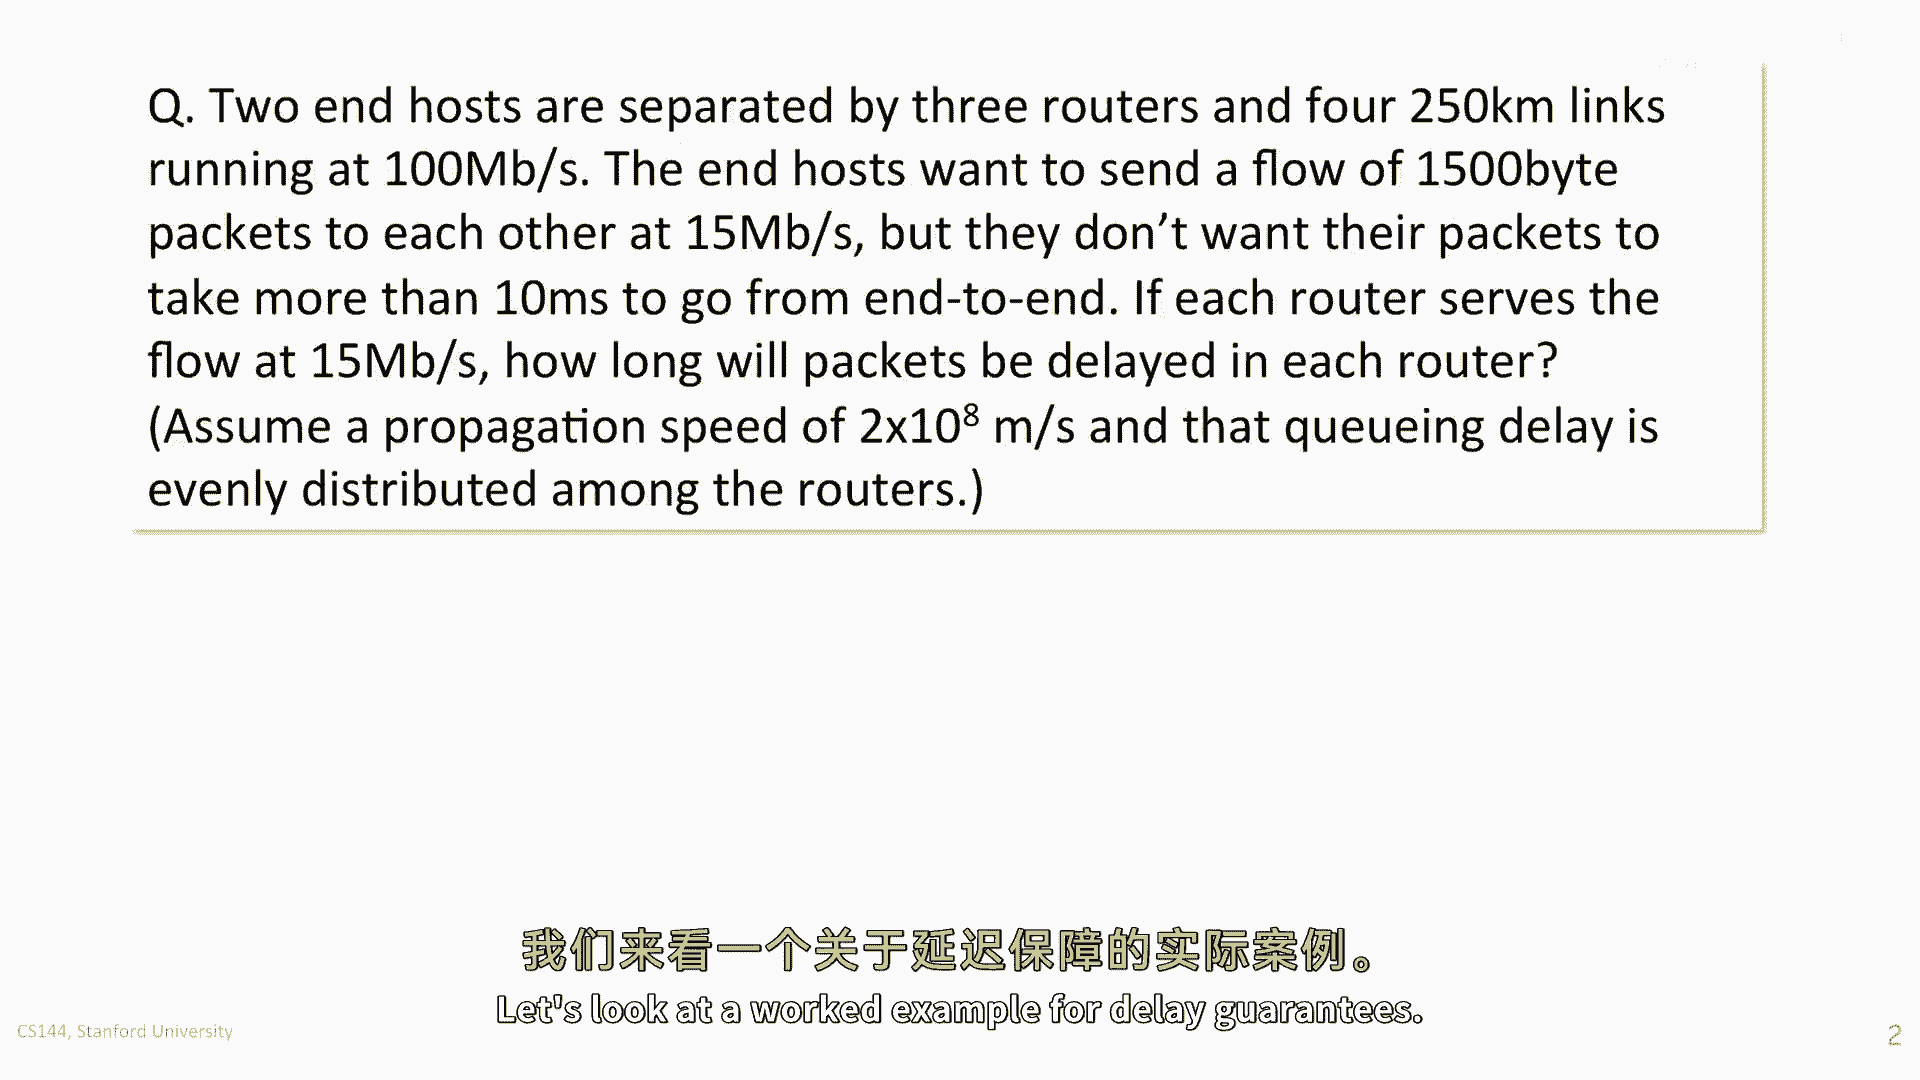 Q. Two end hosts are separated by three routers and four 250km links
running at 100Mb/s. The end hosts want to send a flow of 1500byte
packets to each other at 15Mb/s, but they don’t want their packets to
take more than 10ms to go from end-to-end. If each router serves the
flow at 15Mb/s, how long will packets be delayed in each router?
(Assume a propagation speed of 2x10⁸ m/s and that queueing delay is
evenly distributed among the routers.)
我们来看一个关于延迟保障的实际案例。
Let's look at a worked example for delay guarantees.
CS144, Stanford University
2